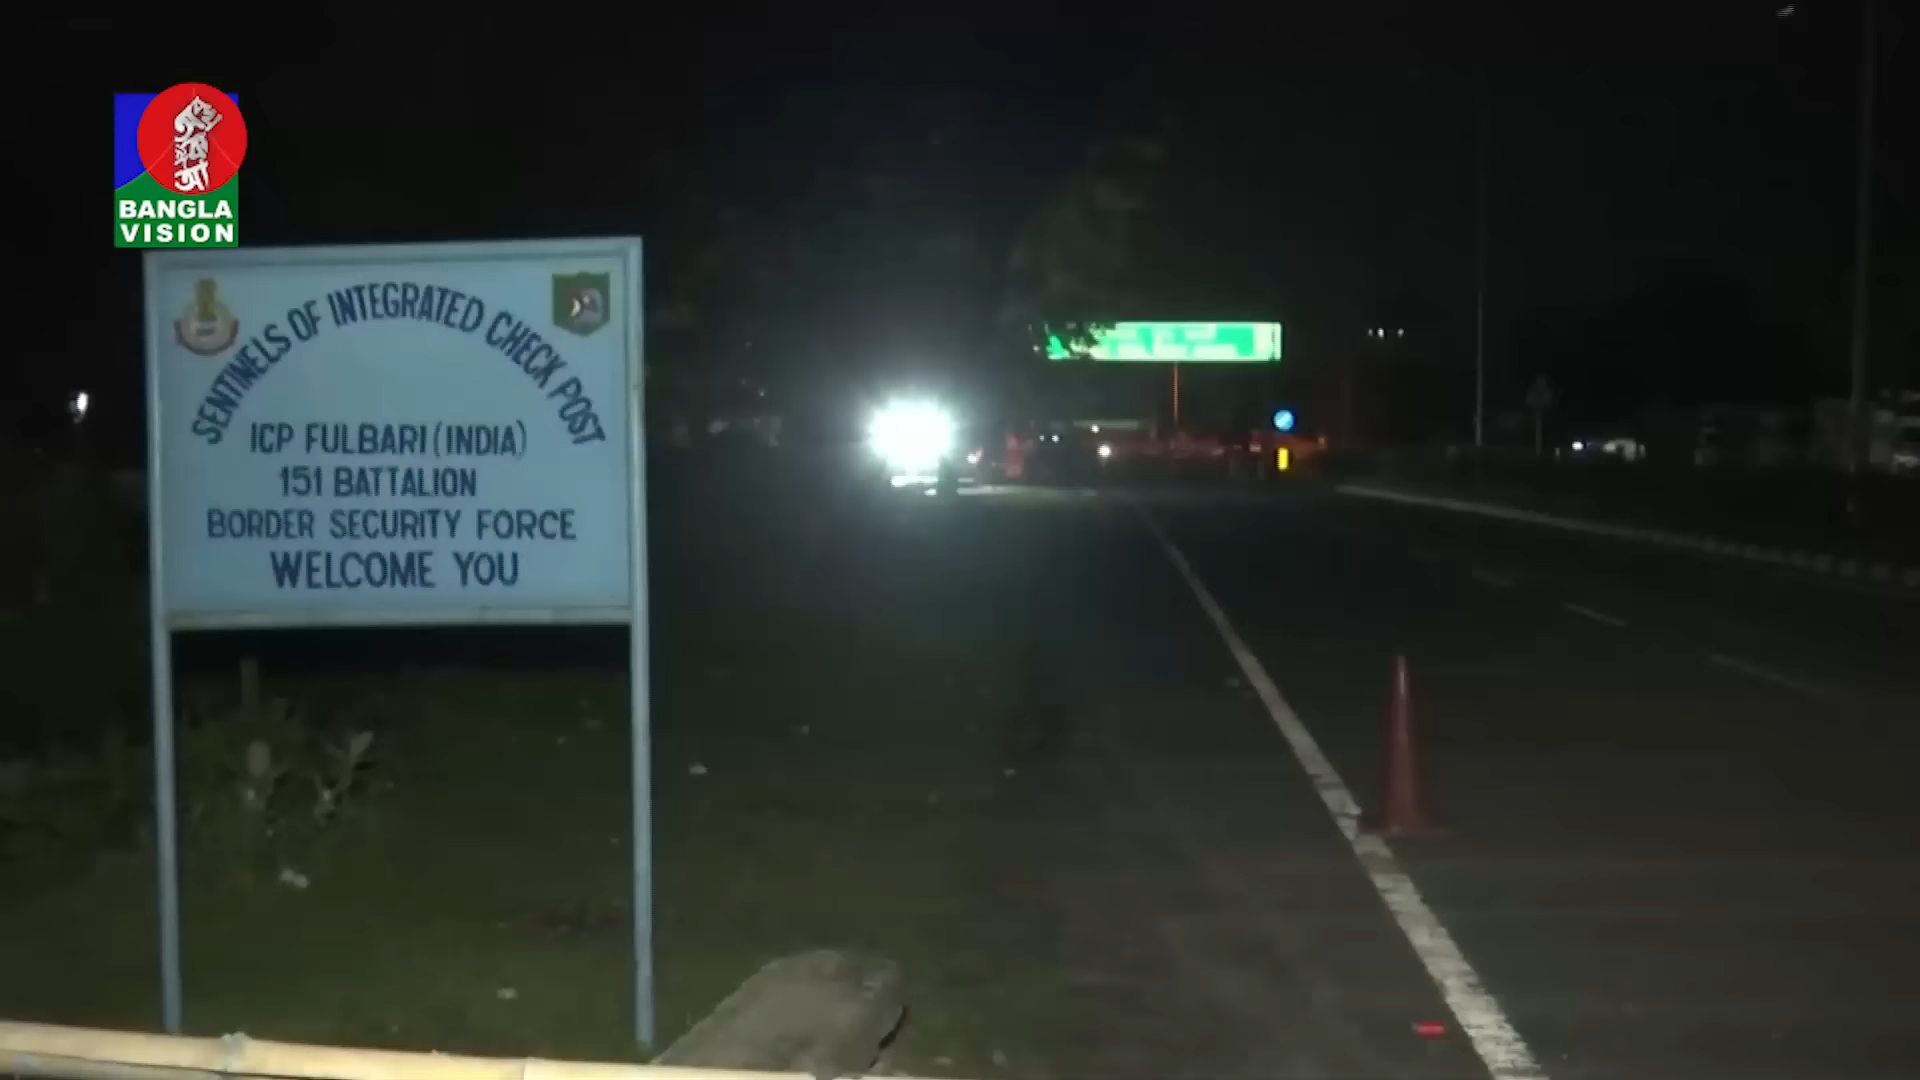 BANGLA
VISION
SENTINELS OF INTEGRATED CHECK POST
ICP FULBARI (INDIA)
151 BATTALION
BORDER SECURITY FORCE
WELCOME YOU